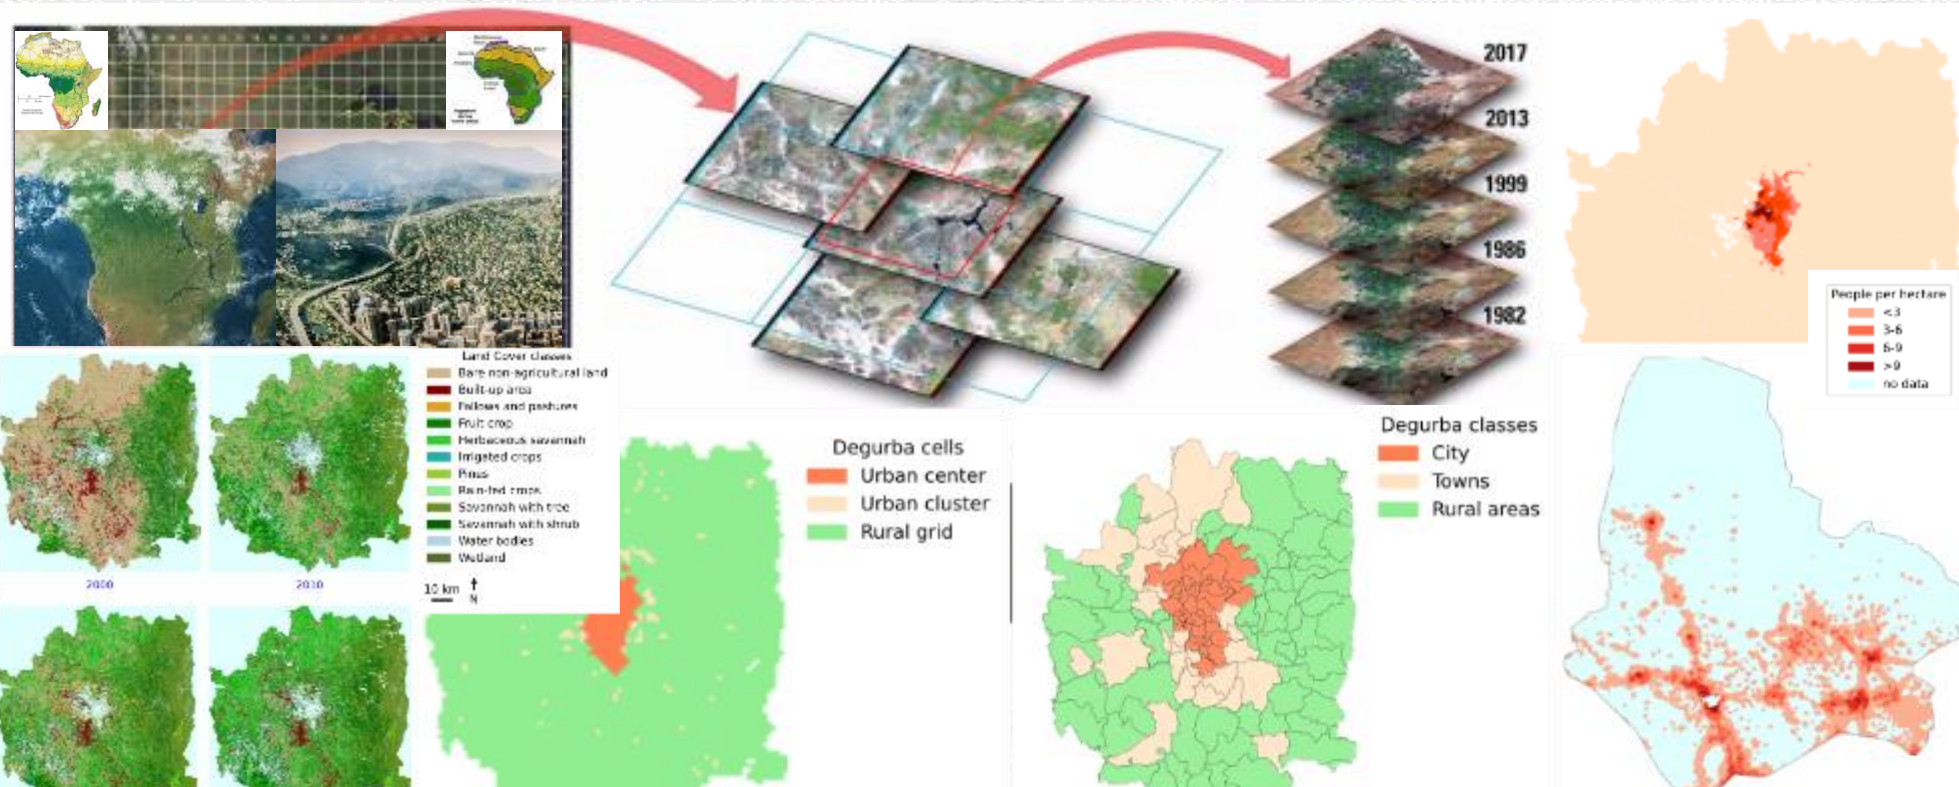 2017
2013
1999
1986
1982
People per hectare
<3
3-6
6-9
>9
no data
Land Cover classes
Bare non-agricultural land
Built-up area
Fallows and pastures
Fruit crop
Herbaceous savannah
Irrigated crops
Pinus
Rain-fed crops
Savannah with tree
Savannah with shrub
Water bodies
Wetland
10 km
N
2000
2010
Degurba cells
Urban center
Urban cluster
Rural grid
Degurba classes
City
Towns
Rural areas